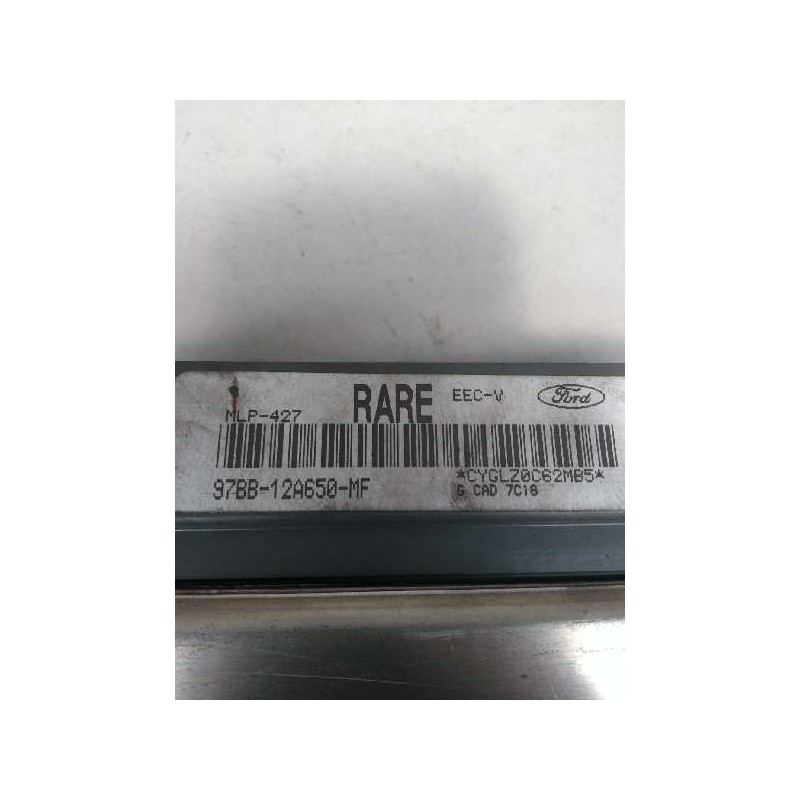 RARE EEC-V Ford
MLP-427
*CYGLZ0C62MB5*
97BB-12A650-MF
G CAD 7C18